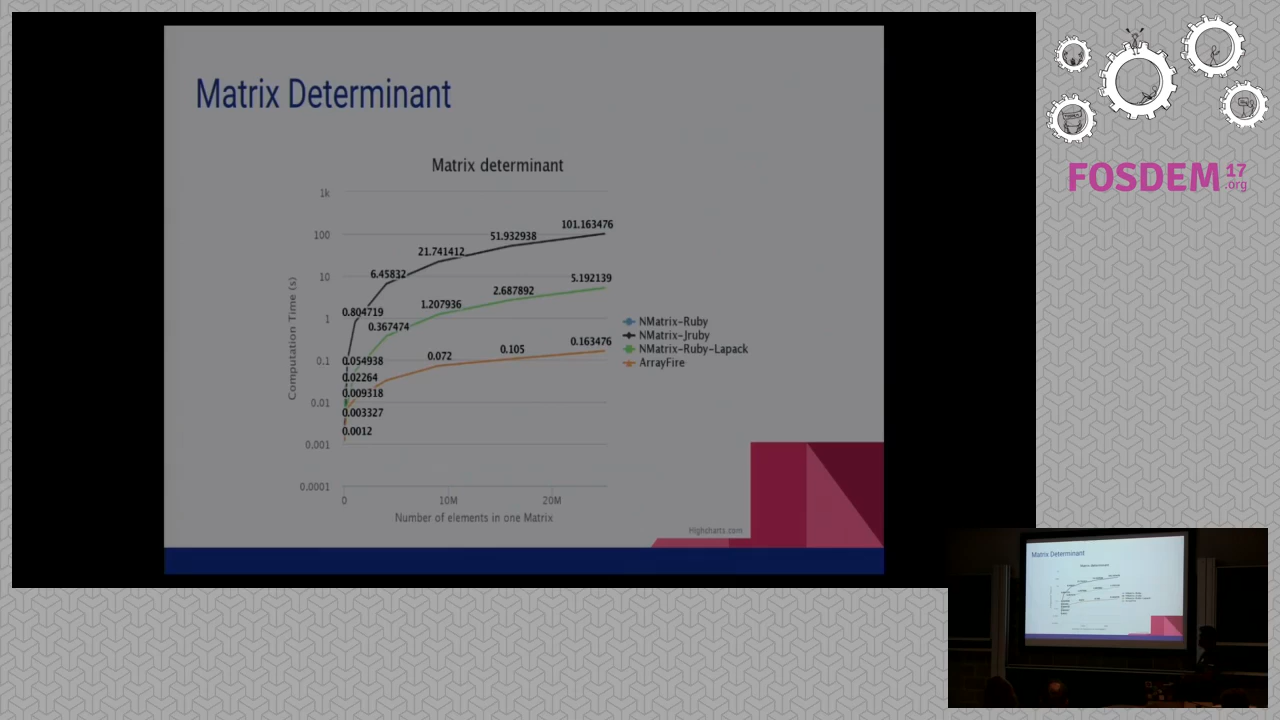 Matrix Determinant
Matrix determinant
1k
100
10
1
0.1
0.01
0.001
0.0001
Computation Time (s)
101.163476
51.932938
21.741412
6.45832
0.804719
5.192139
2.687892
1.207936
0.367474
0.163476
0.105
0.072
0.054938
0.02264
0.009318
0.003327
0.0012
0
10M
20M
Number of elements in one Matrix
NMatrix-Ruby
NMatrix-Jruby
NMatrix-Ruby-Lapack
ArrayFire
Highcharts.com
FOSDEM 17
.org
Matrix Determinant